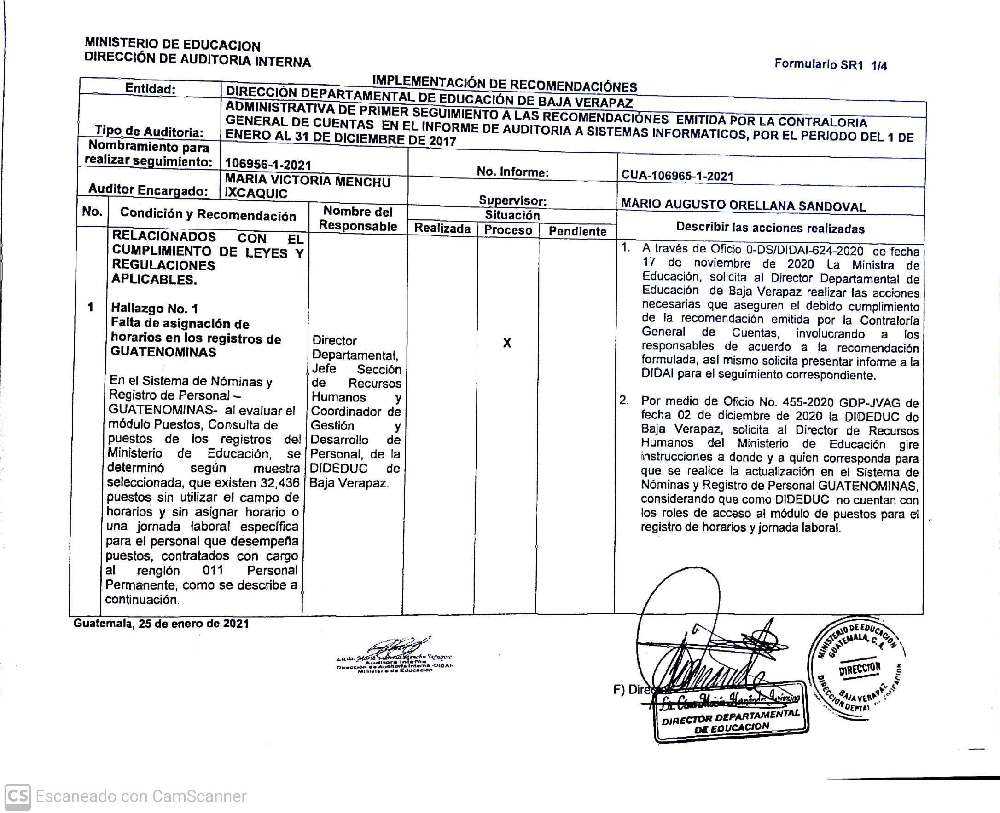 MINISTERIO DE EDUCACION
DIRECCIÓN DE AUDITORIA INTERNA
Formulario SR1 1/4
IMPLEMENTACIÓN DE RECOMENDACIÓNES
Entidad:
DIRECCIÓN DEPARTAMENTAL DE EDUCACIÓN DE BAJA VERAPAZ
Tipo de Auditoria:
ADMINISTRATIVA DE PRIMER SEGUIMIENTO A LAS RECOMENDACIÓNES EMITIDA POR LA CONTRALORIA
GENERAL DE CUENTAS EN EL INFORME DE AUDITORIA A SISTEMAS INFORMATICOS, POR EL PERIODO DEL 1 DE
ENERO AL 31 DE DICIEMBRE DE 2017
Nombramiento para
realizar seguimiento:
106956-1-2021
No. Informe:
CUA-106965-1-2021
Auditor Encargado:
MARIA VICTORIA MENCHU
IXCAQUIC
Supervisor:
MARIO AUGUSTO ORELLANA SANDOVAL
No.
Condición y Recomendación
Nombre del
Responsable
Situación
Realizada
Proceso
Pendiente
Describir las acciones realizadas
RELACIONADOS CON EL
CUMPLIMIENTO DE LEYES Y
REGULACIONES
APLICABLES.
1
Hallazgo No. 1
Falta de asignación de
horarios en los registros de
GUATENOMINAS
En el Sistema de Nóminas y
Registro de Personal –
GUATENOMINAS- al evaluar el
módulo Puestos, Consulta de
puestos de los registros del
Ministerio de Educación, se
determinó según muestra
seleccionada, que existen 32,436
puestos sin utilizar el campo de
horarios y sin asignar horario o
una jornada laboral específica
para el personal que desempeña
puestos, contratados con cargo
al renglón 011 Personal
Permanente, como se describe a
continuación.
Director
Departamental,
Jefe Sección
de Recursos
Humanos y
Coordinador de
Gestión y
Desarrollo de
Personal, de la
DIDEDUC de
Baja Verapaz.
X
1. A través de Oficio 0-DS/DIDAI-624-2020 de fecha
17 de noviembre de 2020 La Ministra de
Educación, solicita al Director Departamental de
Educación de Baja Verapaz realizar las acciones
necesarias que aseguren el debido cumplimiento
de la recomendación emitida por la Contraloría
General de Cuentas, involucrando a los
responsables de acuerdo a la recomendación
formulada, así mismo solicita presentar informe a la
DIDAI para el seguimiento correspondiente.
2. Por medio de Oficio No. 455-2020 GDP-JVAG de
fecha 02 de diciembre de 2020 la DIDEDUC de
Baja Verapaz, solicita al Director de Recursos
Humanos del Ministerio de Educación gire
instrucciones a donde y a quien corresponda para
que se realice la actualización en el Sistema de
Nóminas y Registro de Personal GUATENOMINAS,
considerando que como DIDEDUC no cuentan con
los roles de acceso al módulo de puestos para el
registro de horarios y jornada laboral.
Guatemala, 25 de enero de 2021
Licda. María Menchu Ixcaquic
Auditora Interna
Dirección de Auditoría Interna -DIDAI-
Ministerio de Educación
F)
DIRECTOR DEPARTAMENTAL
DE EDUCACION
MINISTERIO DE EDUCACION
GUATEMALA, C. A.
DIRECCION
BAJA VERAPAZ
DIRECCION DEPTAL DE EDUCACION
CS Escaneado con CamScanner